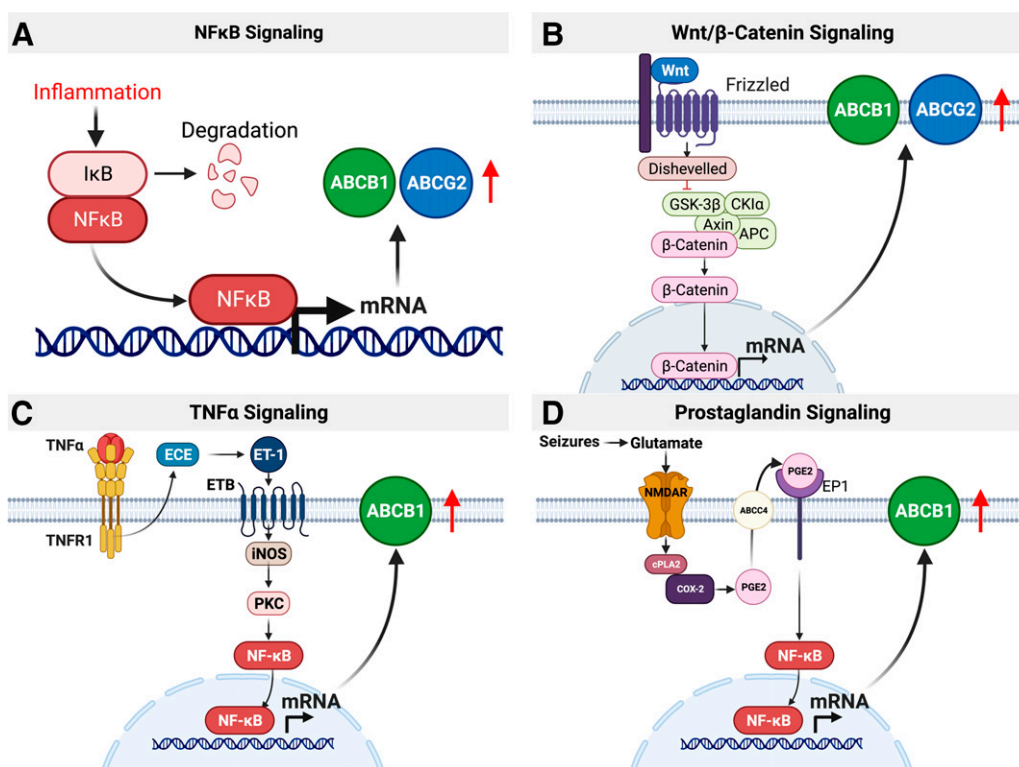 A
NFκB Signaling
Inflammation
Degradation
IκB
NFκB
ABCB1
ABCG2
NFκB
mRNA
B
Wnt/β-Catenin Signaling
Wnt
Frizzled
ABCB1
ABCG2
Dishevelled
GSK-3β
CKIα
Axin
APC
β-Catenin
β-Catenin
mRNA
β-Catenin
C
TNFα Signaling
TNFα
ECE
ET-1
ETB
ABCB1
TNFR1
iNOS
PKC
NF-κB
mRNA
NF-κB
D
Prostaglandin Signaling
Seizures
Glutamate
PGE2
NMDAR
EP1
ABCC4
ABCB1
cPLA2
COX-2
PGE2
NF-κB
mRNA
NF-κB